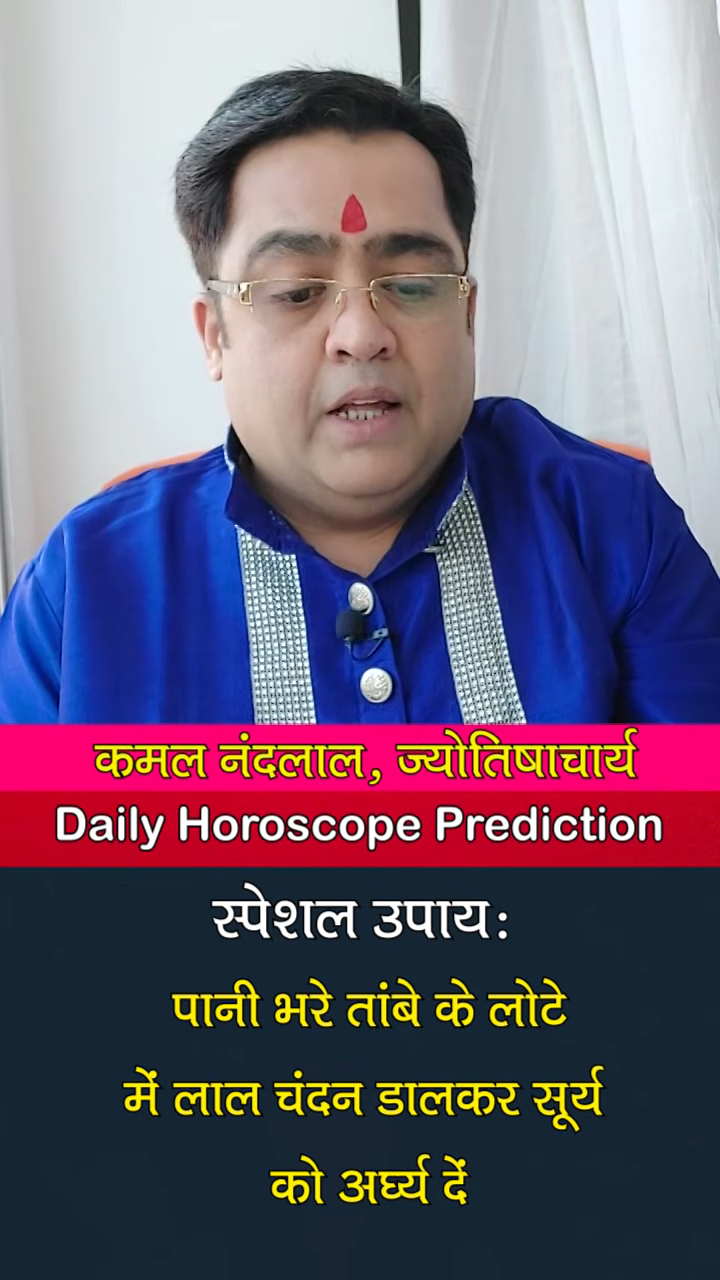 कमल नंदलाल, ज्योतिषाचार्य
Daily Horoscope Prediction
स्पेशल उपाय:
पानी भरे तांबे के लोटे
में लाल चंदन डालकर सूर्य
को अर्घ्य दें